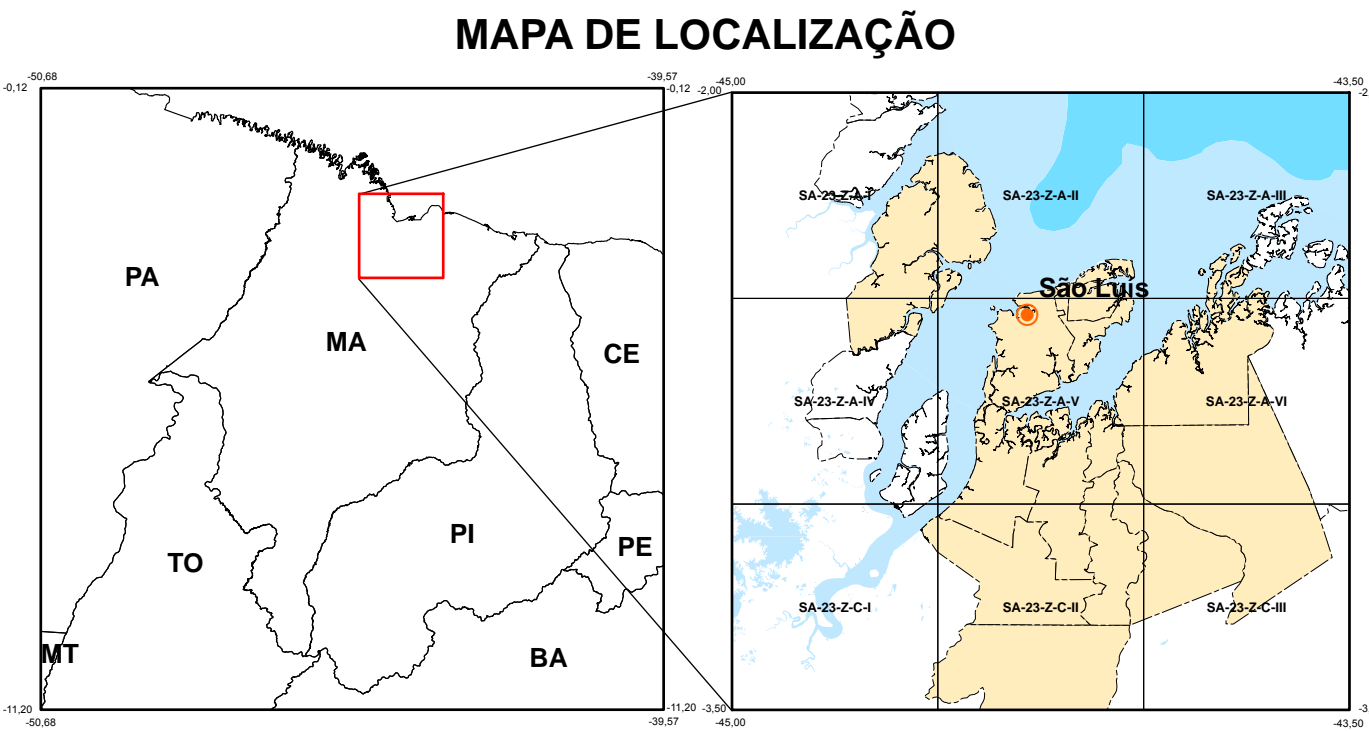 MAPA DE LOCALIZAÇÃO
-50,68 -39,57 -45,00 -43,50
-0,12 -0,12 -2,00 -2
SA-23-Z-A-I SA-23-Z-A-II SA-23-Z-A-III
PA
São Luís
MA
CE
SA-23-Z-A-IV SA-23-Z-A-V SA-23-Z-A-VI
PI
PE
TO
SA-23-Z-C-I SA-23-Z-C-II SA-23-Z-C-III
MT
BA
-11,20 -11,20 -3,50 -3
-50,68 -39,57 -45,00 -43,50